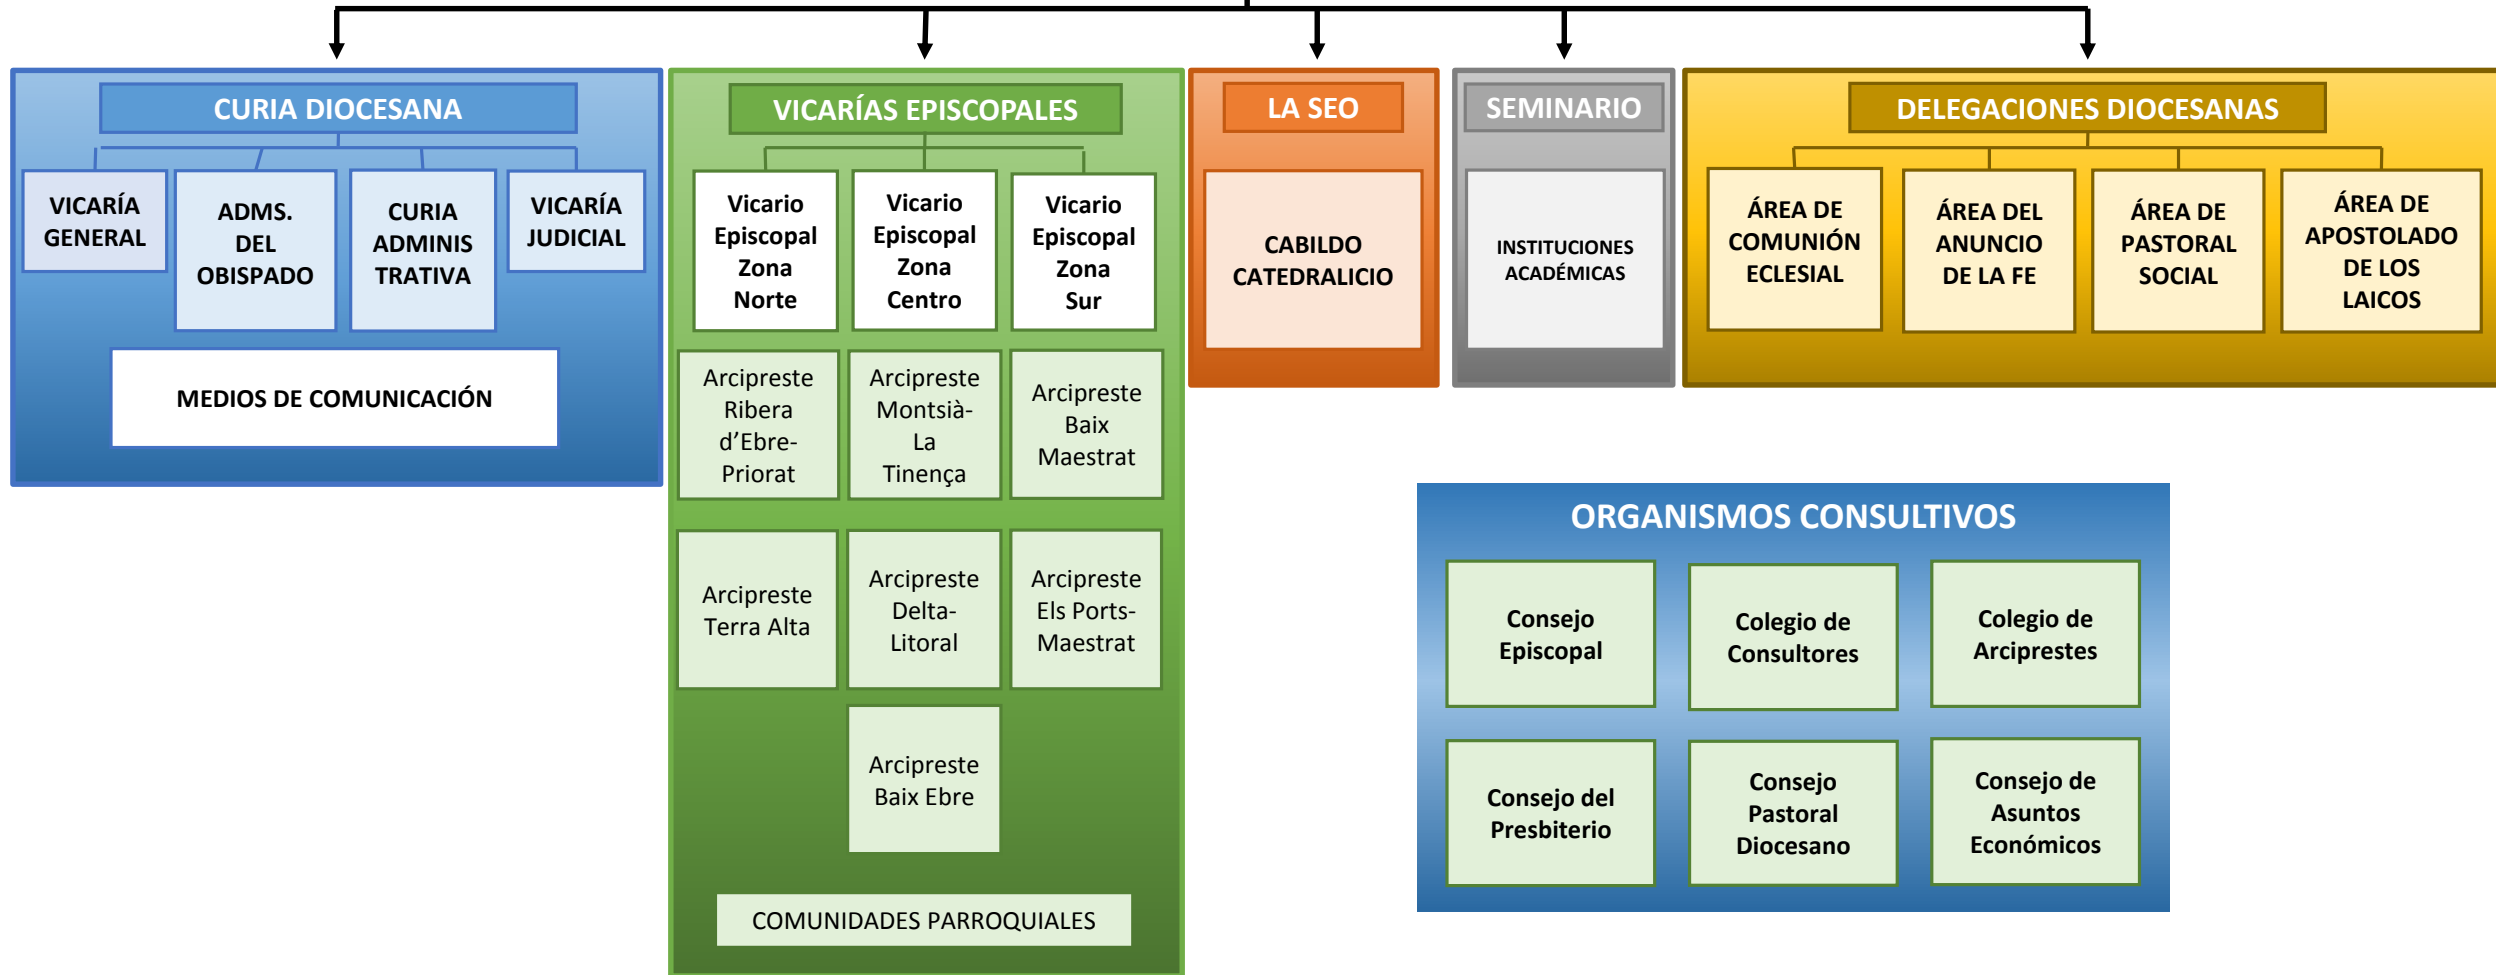 CURIA DIOCESANA
VICARÍA
GENERAL
ADMS.
DEL
OBISPADO
CURIA
ADMINIS
TRATIVA
VICARÍA
JUDICIAL
MEDIOS DE COMUNICACIÓN
VICARÍAS EPISCOPALES
Vicario
Episcopal
Zona
Norte
Vicario
Episcopal
Zona
Centro
Vicario
Episcopal
Zona
Sur
Arcipreste
Ribera
d’Ebre-
Priorat
Arcipreste
Montsià-
La
Tinença
Arcipreste
Baix
Maestrat
Arcipreste
Terra Alta
Arcipreste
Delta-
Litoral
Arcipreste
Els Ports-
Maestrat
Arcipreste
Baix Ebre
COMUNIDADES PARROQUIALES
LA SEO
CABILDO
CATEDRALICIO
SEMINARIO
INSTITUCIONES
ACADÉMICAS
DELEGACIONES DIOCESANAS
ÁREA DE
COMUNIÓN
ECLESIAL
ÁREA DEL
ANUNCIO
DE LA FE
ÁREA DE
PASTORAL
SOCIAL
ÁREA DE
APOSTOLADO
DE LOS
LAICOS
ORGANISMOS CONSULTIVOS
Consejo
Episcopal
Colegio de
Consultores
Colegio de
Arciprestes
Consejo del
Presbiterio
Consejo
Pastoral
Diocesano
Consejo de
Asuntos
Económicos